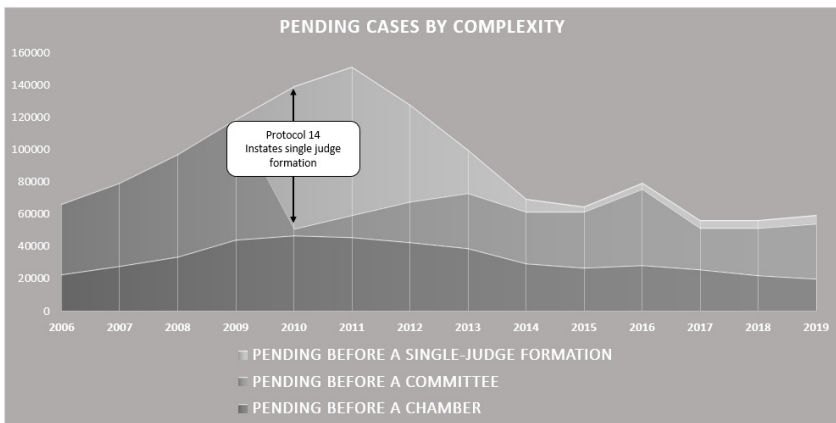 PENDING CASES BY COMPLEXITY
160000
140000
120000
100000
80000
60000
40000
20000
0
Protocol 14
Instates single judge
formation
2006 2007 2008 2009 2010 2011 2012 2013 2014 2015 2016 2017 2018 2019
PENDING BEFORE A SINGLE-JUDGE FORMATION
PENDING BEFORE A COMMITTEE
PENDING BEFORE A CHAMBER